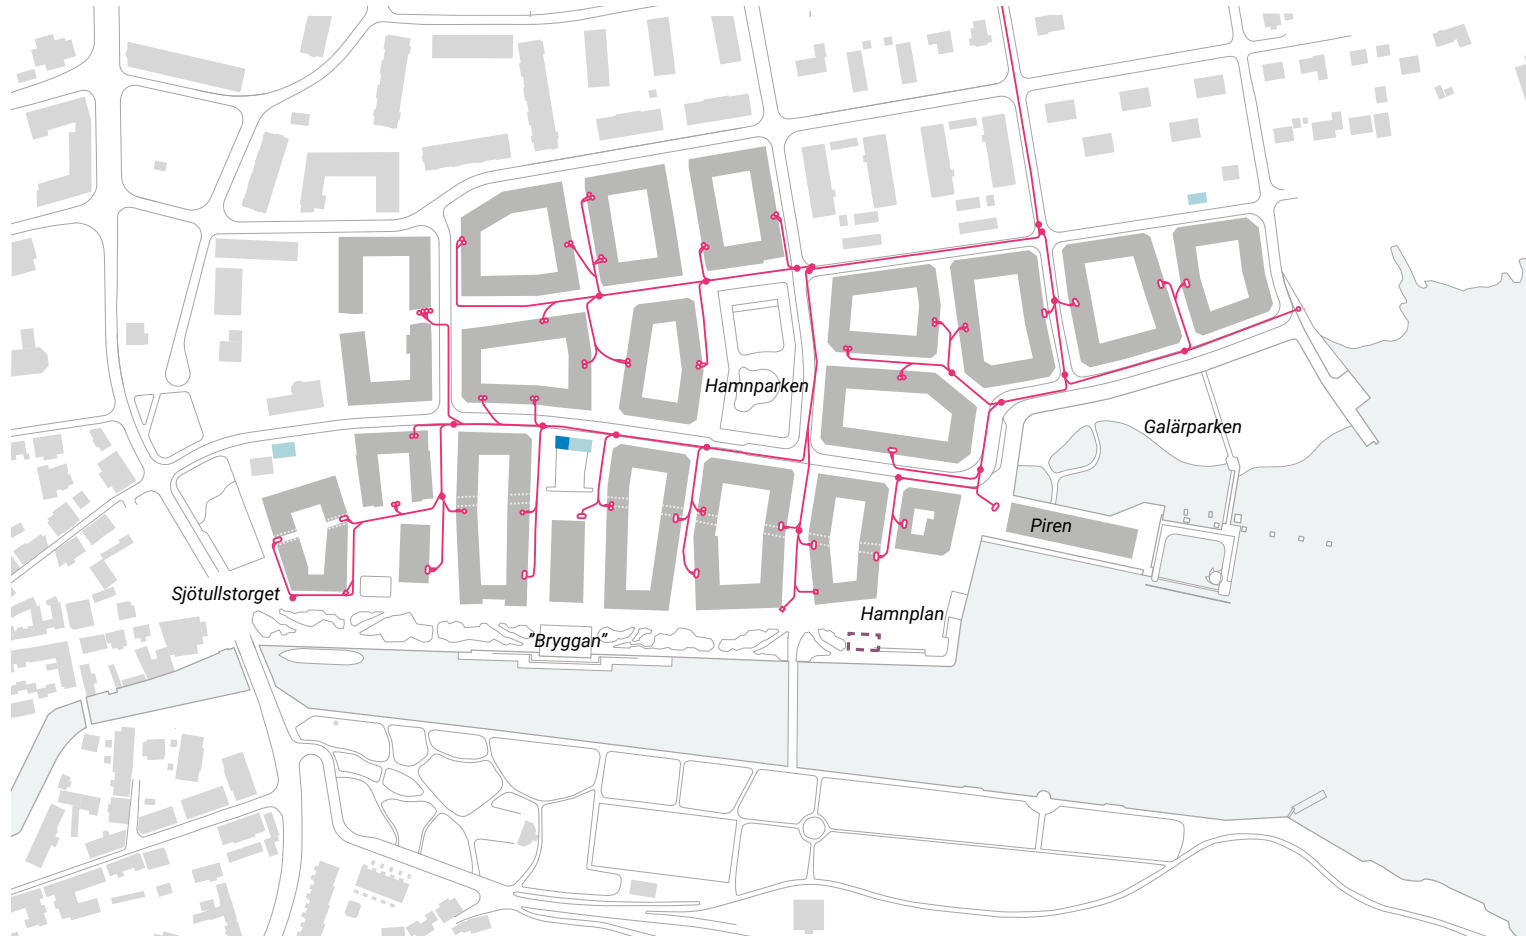 Hamnparken
Galärparken
Piren
Sjötullstorget
Hamnplan
”Bryggan”